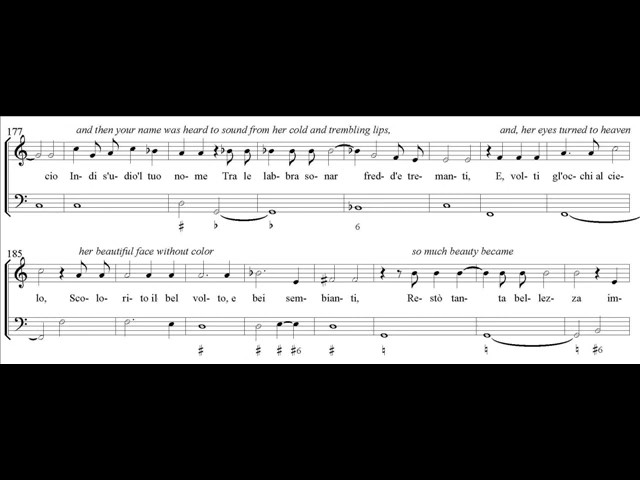 and then your name was heard to sound from her cold and trembling lips, and, her eyes turned to heaven
177
cio In- di s'u- dio'l tuo no- me Tra le la- bra so- nar fred- d'e tre- man- ti, E, vol- ti gl'oc- chi al cie-
# b b 6
her beautiful face without color so much beauty became
185
lo, Sco- lo- ri- to il bel vol- to, e bei sem- bian- ti, Re- stò tan- ta bel- lez- za im-
# # # #6 # ♮ ♮ ♮ #6